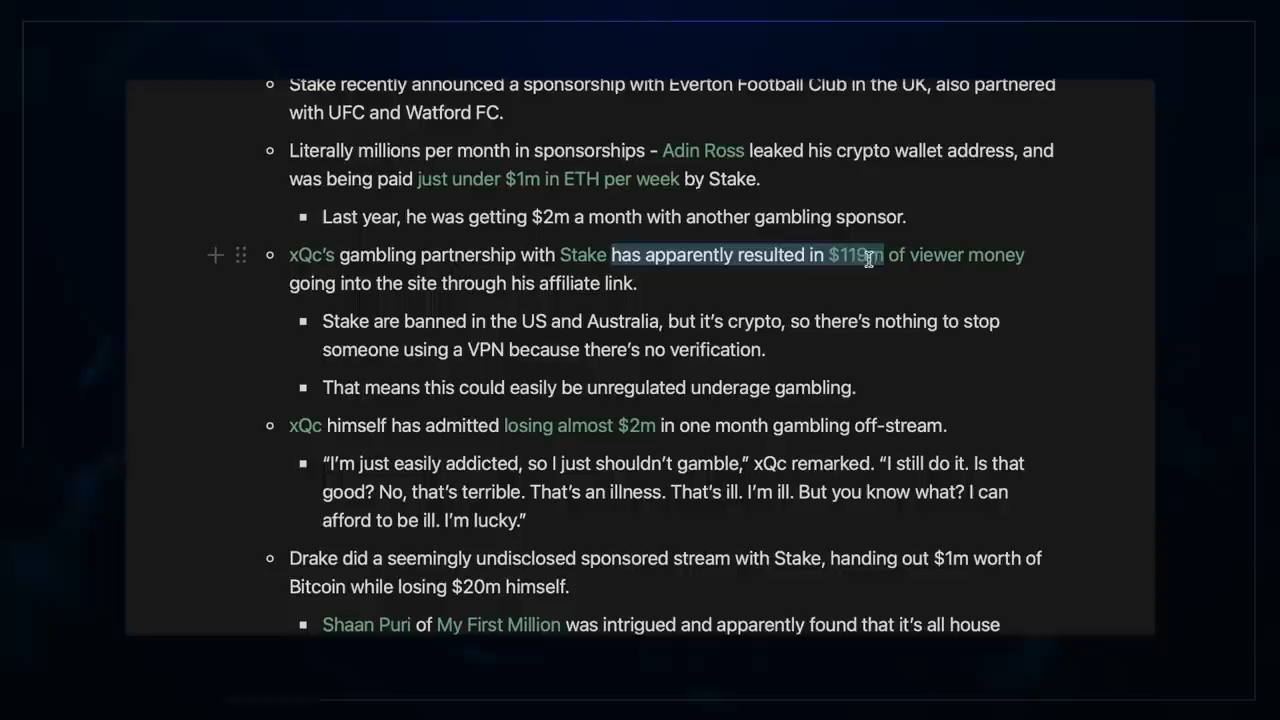 Stake recently announced a sponsorship with Everton Football Club in the UK, also partnered
with UFC and Watford FC.
Literally millions per month in sponsorships - Adin Ross leaked his crypto wallet address, and
was being paid just under $1m in ETH per week by Stake.
Last year, he was getting $2m a month with another gambling sponsor.
xQc’s gambling partnership with Stake has apparently resulted in $119m of viewer money
going into the site through his affiliate link.
Stake are banned in the US and Australia, but it’s crypto, so there’s nothing to stop
someone using a VPN because there’s no verification.
That means this could easily be unregulated underage gambling.
xQc himself has admitted losing almost $2m in one month gambling off-stream.
“I’m just easily addicted, so I just shouldn’t gamble,” xQc remarked. “I still do it. Is that
good? No, that’s terrible. That’s an illness. That’s ill. I’m ill. But you know what? I can
afford to be ill. I’m lucky.”
Drake did a seemingly undisclosed sponsored stream with Stake, handing out $1m worth of
Bitcoin while losing $20m himself.
Shaan Puri of My First Million was intrigued and apparently found that it’s all house